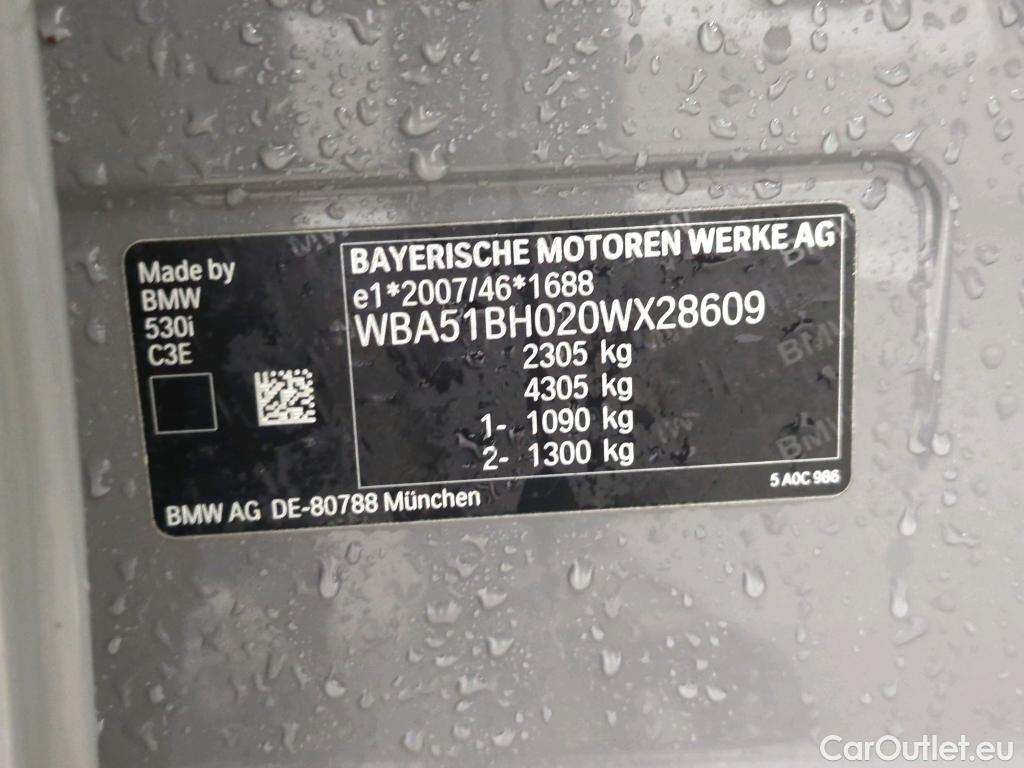 Made by
BMW
530i
C3E
BAYERISCHE MOTOREN WERKE AG
e1*2007/46*1688
WBA51BH020WX28609
2305 kg
4305 kg
1- 1090 kg
2- 1300 kg
5 A0C 986
BMW AG DE-80788 München
CarOutlet.eu